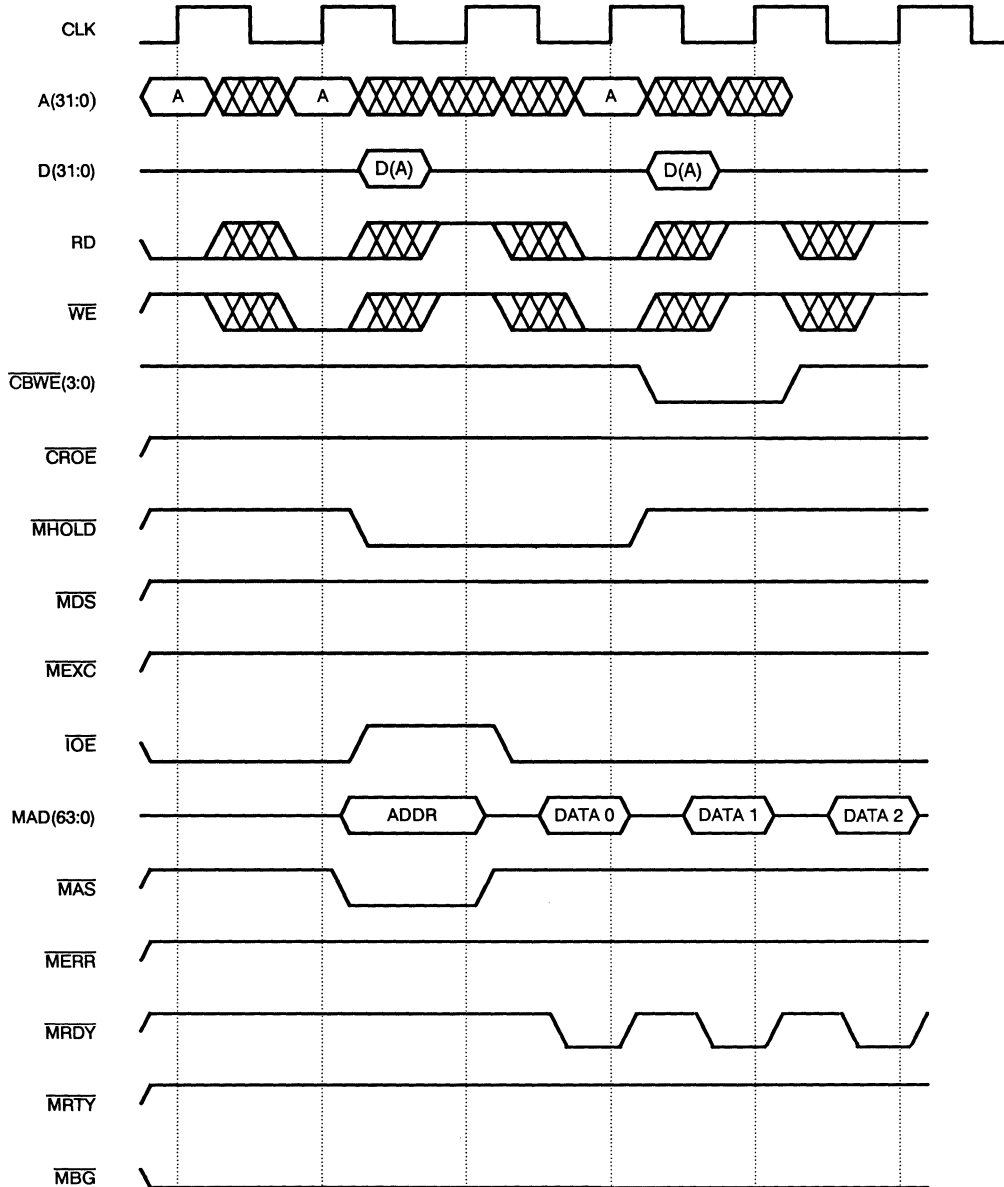 CLK
A(31:0)
A A A
D(31:0)
D(A) D(A)
RD
WE
CBWE(3:0)
CROE
MHOLD
MDS
MEXC
IOE
MAD(63:0)
ADDR DATA 0 DATA 1 DATA 2
MAS
MERR
MRDY
MRTY
MBG